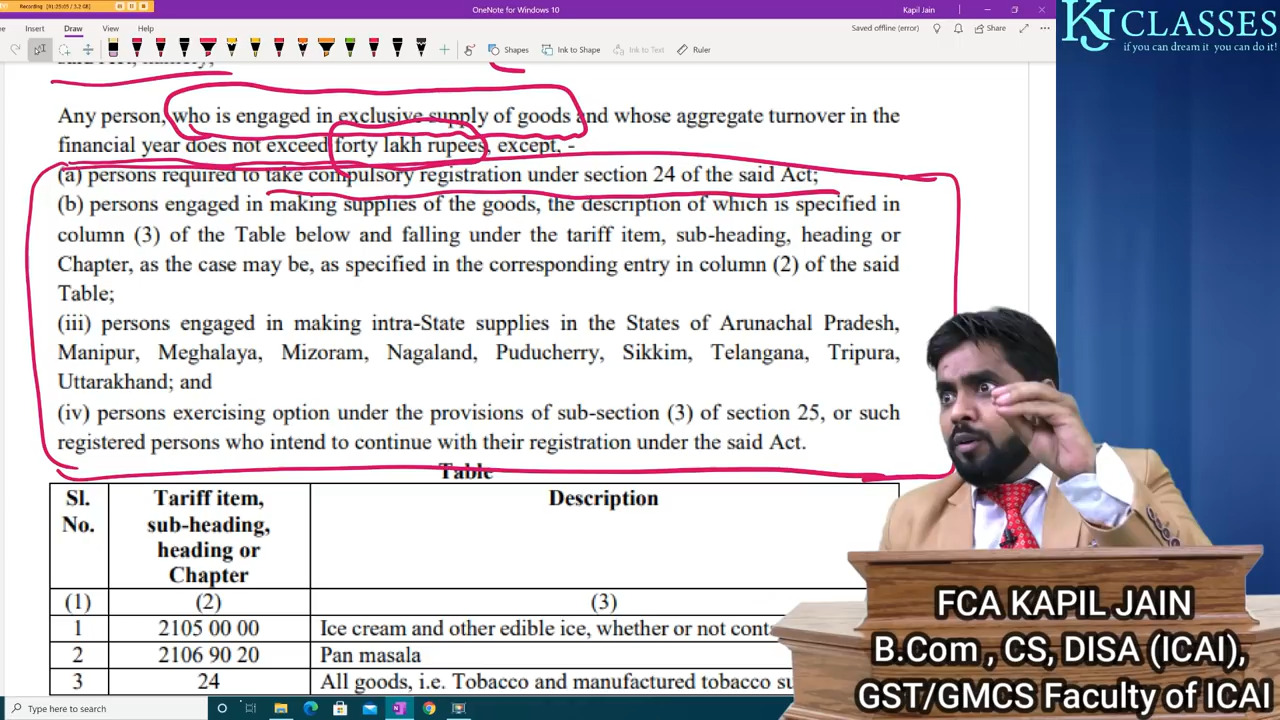 Recording [01:25:05 / 3.2 GB]
OneNote for Windows 10
Kapil Jain
Insert Draw View Help
Saved offline (error)
Share
Shapes
Ink to Shape
Ink to Text
Ruler
KJ CLASSES
if you can dream it you can do it!
Any person, who is engaged in exclusive supply of goods and whose aggregate turnover in the
financial year does not exceed forty lakh rupees, except, -
(a) persons required to take compulsory registration under section 24 of the said Act;
(b) persons engaged in making supplies of the goods, the description of which is specified in
column (3) of the Table below and falling under the tariff item, sub-heading, heading or
Chapter, as the case may be, as specified in the corresponding entry in column (2) of the said
Table;
(iii) persons engaged in making intra-State supplies in the States of Arunachal Pradesh,
Manipur, Meghalaya, Mizoram, Nagaland, Puducherry, Sikkim, Telangana, Tripura,
Uttarakhand; and
(iv) persons exercising option under the provisions of sub-section (3) of section 25, or such
registered persons who intend to continue with their registration under the said Act.
Table
Sl. No. Tariff item, sub-heading, heading or Chapter Description
(1) (2) (3)
1 2105 00 00 Ice cream and other edible ice, whether or not
2 2106 90 20 Pan masala
3 24 All goods, i.e. Tobacco and manufactured tobacco
FCA KAPIL JAIN
B.Com , CS, DISA (ICAI),
GST/GMCS Faculty of ICAI
Type here to search